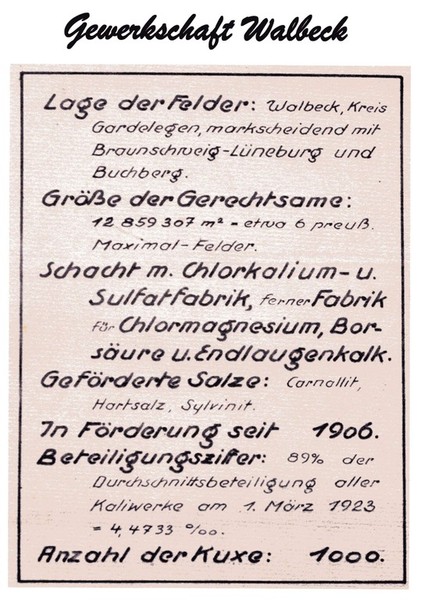 Gewerkschaft Walbeck
Lage der Felder: Walbeck, Kreis
Gardelegen, markscheidend mit
Braunschweig-Lüneburg und
Buchberg.
Größe der Gerechtsame:
12 859 307 m² - etwa 6 preuß.
Maximal-Felder.
Schacht m. Chlorkalium- u.
Sulfatfabrik, ferner Fabrik
für Chlormagnesium, Bor-
säure u. Endlaugenkalk.
Geförderte Salze: Carnallit,
Hartsalz, Sylvinit.
In Förderung seit 1906.
Beteiligungsziffer: 89% der
Durchschnittsbeteiligung aller
Kaliwerke am 1. März 1923
= 4,4733 ‰.
Anzahl der Kuxe: 1000.